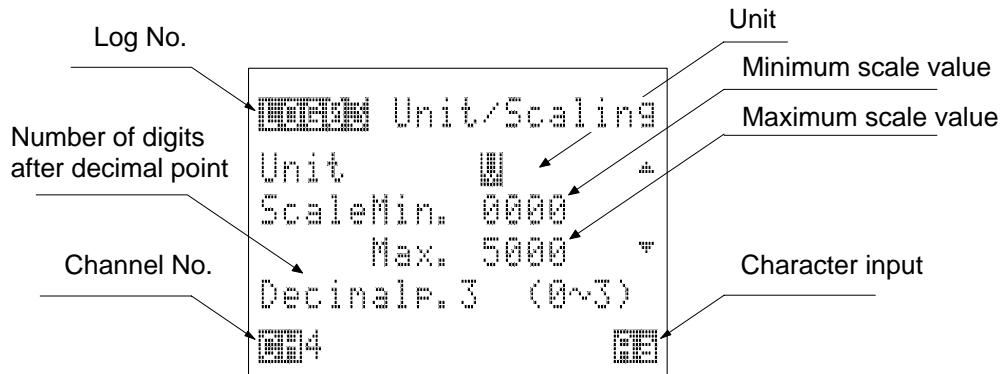 Log No.
Unit
Minimum scale value
Maximum scale value
Number of digits
after decimal point
Channel No.
Character input
Unit/Scaling
Unit V
ScaleMin. 0000
Max. 5000
Decinalp.3 (0~3)
4